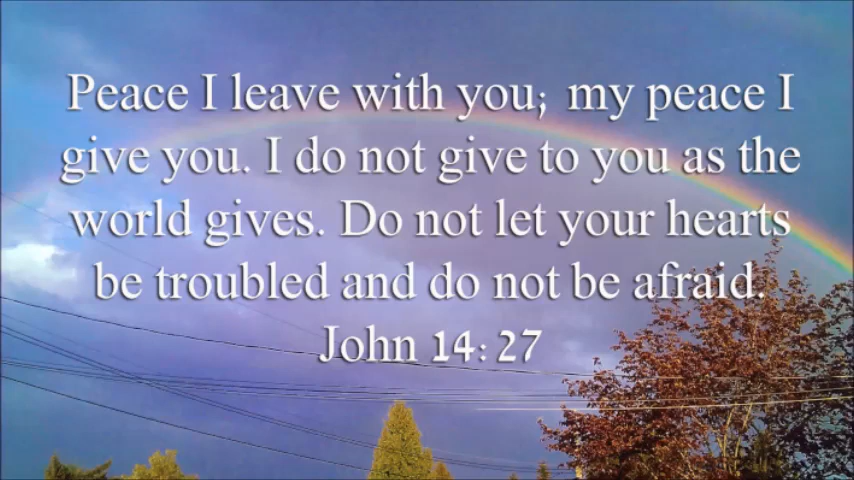 Peace I leave with you; my peace I
give you. I do not give to you as the
world gives. Do not let your hearts
be troubled and do not be afraid.
John 14:27